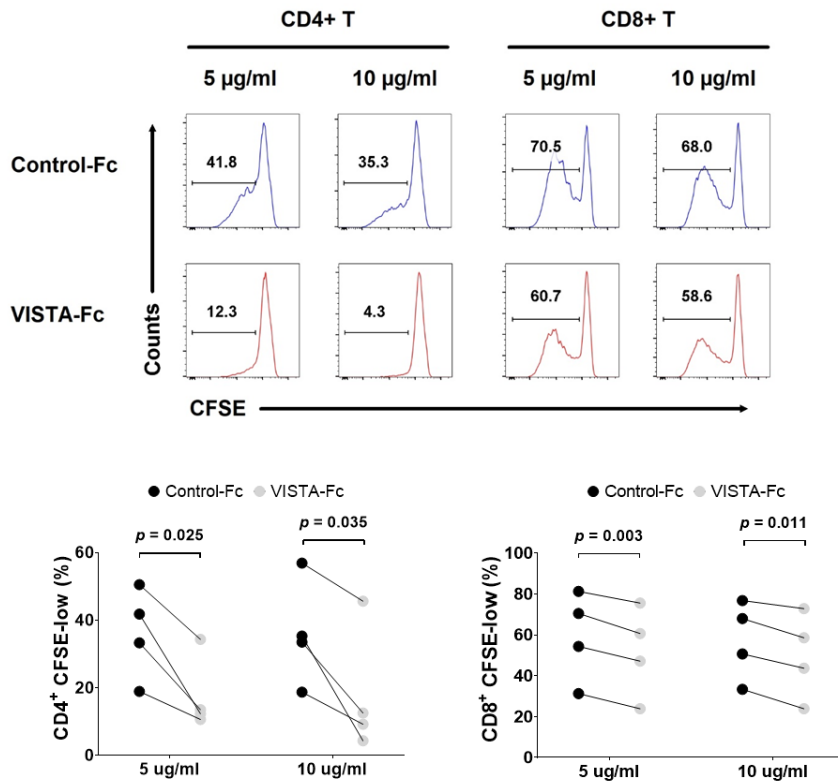 CD4+ T CD8+ T
5 µg/ml 10 µg/ml 5 µg/ml 10 µg/ml
Control-Fc
41.8 35.3 70.5 68.0
VISTA-Fc
12.3 4.3 60.7 58.6
Counts
CFSE
Control-Fc VISTA-Fc
p = 0.025 p = 0.035
60
40
20
0
CD4+ CFSE-low (%)
5 ug/ml 10 ug/ml
Control-Fc VISTA-Fc
p = 0.003 p = 0.011
100
80
60
40
20
0
CD8+ CFSE-low (%)
5 ug/ml 10 ug/ml